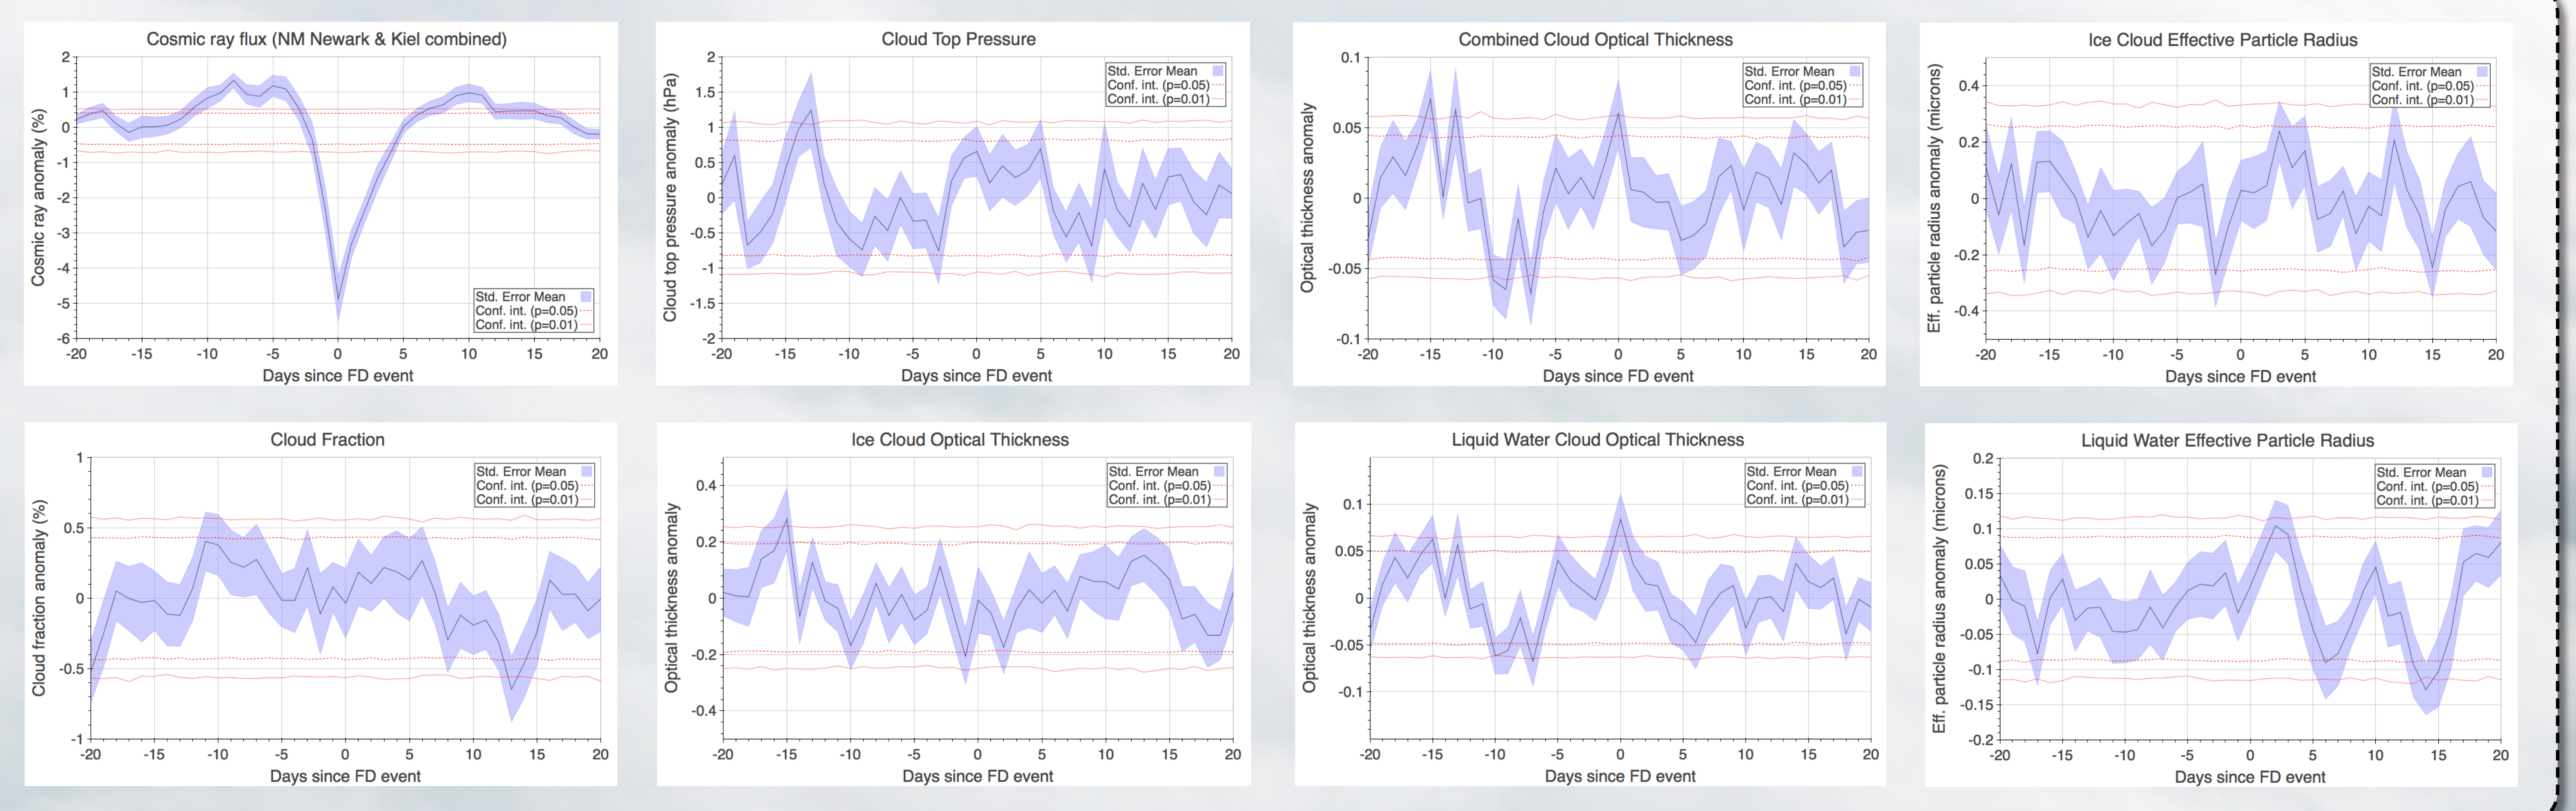 Cosmic ray flux (NM Newark & Kiel combined)
Cosmic ray anomaly (%)
2
1
0
-1
-2
-3
-4
-5
-6
Std. Error Mean
Conf. int. (p=0.05)
Conf. int. (p=0.01)
-20 -15 -10 -5 0 5 10 15 20
Days since FD event
Cloud Top Pressure
Cloud top pressure anomaly (hPa)
2
1.5
1
0.5
0
-0.5
-1
-1.5
-2
Std. Error Mean
Conf. int. (p=0.05)
Conf. int. (p=0.01)
-20 -15 -10 -5 0 5 10 15 20
Days since FD event
Combined Cloud Optical Thickness
Optical thickness anomaly
0.1
0.05
0
-0.05
-0.1
Std. Error Mean
Conf. int. (p=0.05)
Conf. int. (p=0.01)
-20 -15 -10 -5 0 5 10 15 20
Days since FD event
Ice Cloud Effective Particle Radius
Eff. particle radius anomaly (microns)
0.4
0.2
0
-0.2
-0.4
Std. Error Mean
Conf. int. (p=0.05)
Conf. int. (p=0.01)
-20 -15 -10 -5 0 5 10 15 20
Days since FD event
Cloud Fraction
Cloud fraction anomaly (%)
1
0.5
0
-0.5
-1
Std. Error Mean
Conf. int. (p=0.05)
Conf. int. (p=0.01)
-20 -15 -10 -5 0 5 10 15 20
Days since FD event
Ice Cloud Optical Thickness
Optical thickness anomaly
0.4
0.2
0
-0.2
-0.4
Std. Error Mean
Conf. int. (p=0.05)
Conf. int. (p=0.01)
-20 -15 -10 -5 0 5 10 15 20
Days since FD event
Liquid Water Cloud Optical Thickness
Optical thickness anomaly
0.1
0.05
0
-0.05
-0.1
Std. Error Mean
Conf. int. (p=0.05)
Conf. int. (p=0.01)
-20 -15 -10 -5 0 5 10 15 20
Days since FD event
Liquid Water Effective Particle Radius
Eff. particle radius anomaly (microns)
0.2
0.15
0.1
0.05
0
-0.05
-0.1
-0.15
-0.2
Std. Error Mean
Conf. int. (p=0.05)
Conf. int. (p=0.01)
-20 -15 -10 -5 0 5 10 15 20
Days since FD event